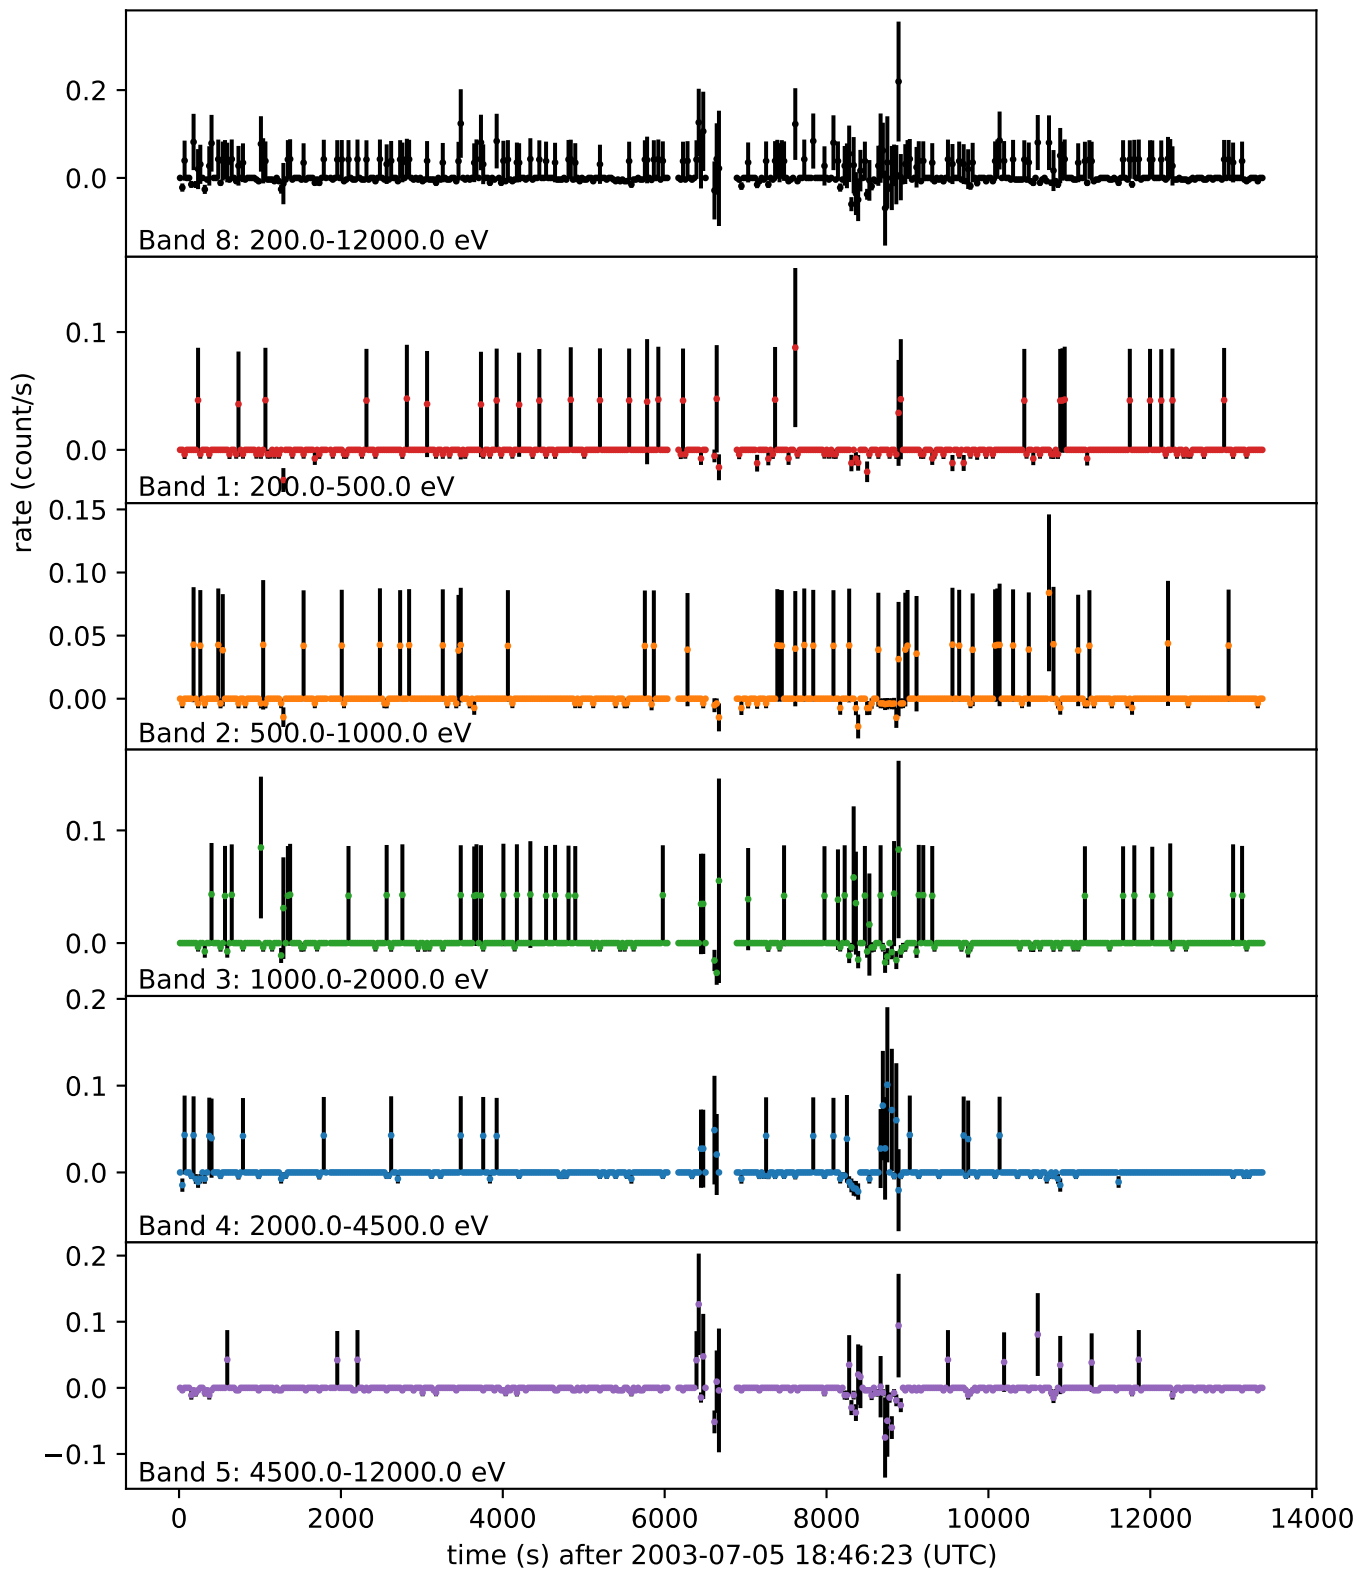 0.2
0.0
Band 8: 200.0-12000.0 eV
0.1
0.0
Band 1: 200.0-500.0 eV
rate (count/s)
0.15
0.10
0.05
0.00
Band 2: 500.0-1000.0 eV
0.1
0.0
Band 3: 1000.0-2000.0 eV
0.2
0.1
0.0
Band 4: 2000.0-4500.0 eV
0.2
0.1
0.0
−0.1
Band 5: 4500.0-12000.0 eV
0 2000 4000 6000 8000 10000 12000 14000
time (s) after 2003-07-05 18:46:23 (UTC)